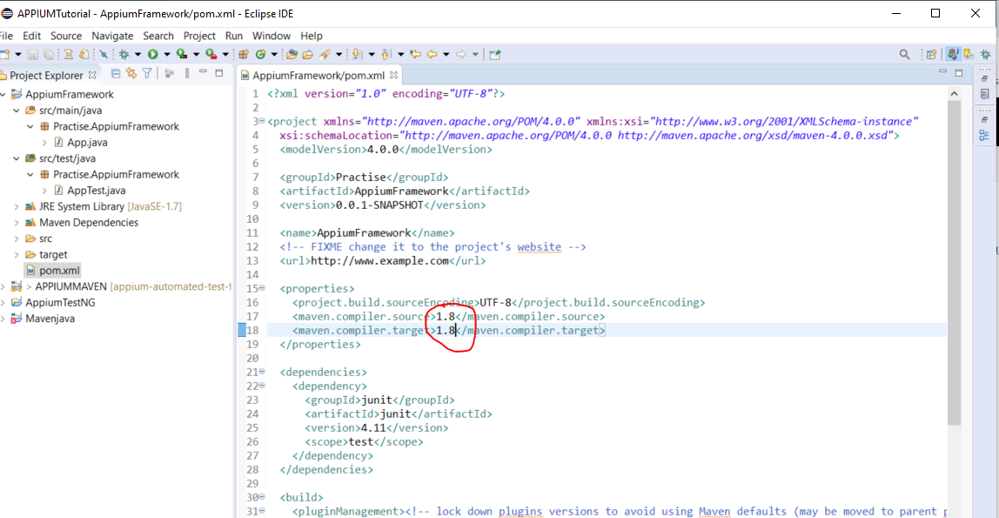 APPIUMTutorial - AppiumFramework/pom.xml - Eclipse IDE
File Edit Source Navigate Search Project Run Window Help
Project Explorer
AppiumFramework/pom.xml
AppiumFramework
src/main/java
Practise.AppiumFramework
App.java
src/test/java
Practise.AppiumFramework
AppTest.java
JRE System Library [JavaSE-1.7]
Maven Dependencies
src
target
pom.xml
> APPIUMMAVEN [appium-automated-test-f
AppiumTestNG
Mavenjava
1 <?xml version="1.0" encoding="UTF-8"?>
2
3 <project xmlns="http://maven.apache.org/POM/4.0.0" xmlns:xsi="http://www.w3.org/2001/XMLSchema-instance"
4 xsi:schemaLocation="http://maven.apache.org/POM/4.0.0 http://maven.apache.org/xsd/maven-4.0.0.xsd">
5 <modelVersion>4.0.0</modelVersion>
6
7 <groupId>Practise</groupId>
8 <artifactId>AppiumFramework</artifactId>
9 <version>0.0.1-SNAPSHOT</version>
10
11 <name>AppiumFramework</name>
12 <!-- FIXME change it to the project's website -->
13 <url>http://www.example.com</url>
14
15 <properties>
16 <project.build.sourceEncoding>UTF-8</project.build.sourceEncoding>
17 <maven.compiler.source>1.8</maven.compiler.source>
18 <maven.compiler.target>1.8</maven.compiler.target>
19 </properties>
20
21 <dependencies>
22 <dependency>
23 <groupId>junit</groupId>
24 <artifactId>junit</artifactId>
25 <version>4.11</version>
26 <scope>test</scope>
27 </dependency>
28 </dependencies>
29
30 <build>
31 <pluginManagement><!-- lock down plugins versions to avoid using Maven defaults (may be moved to parent p